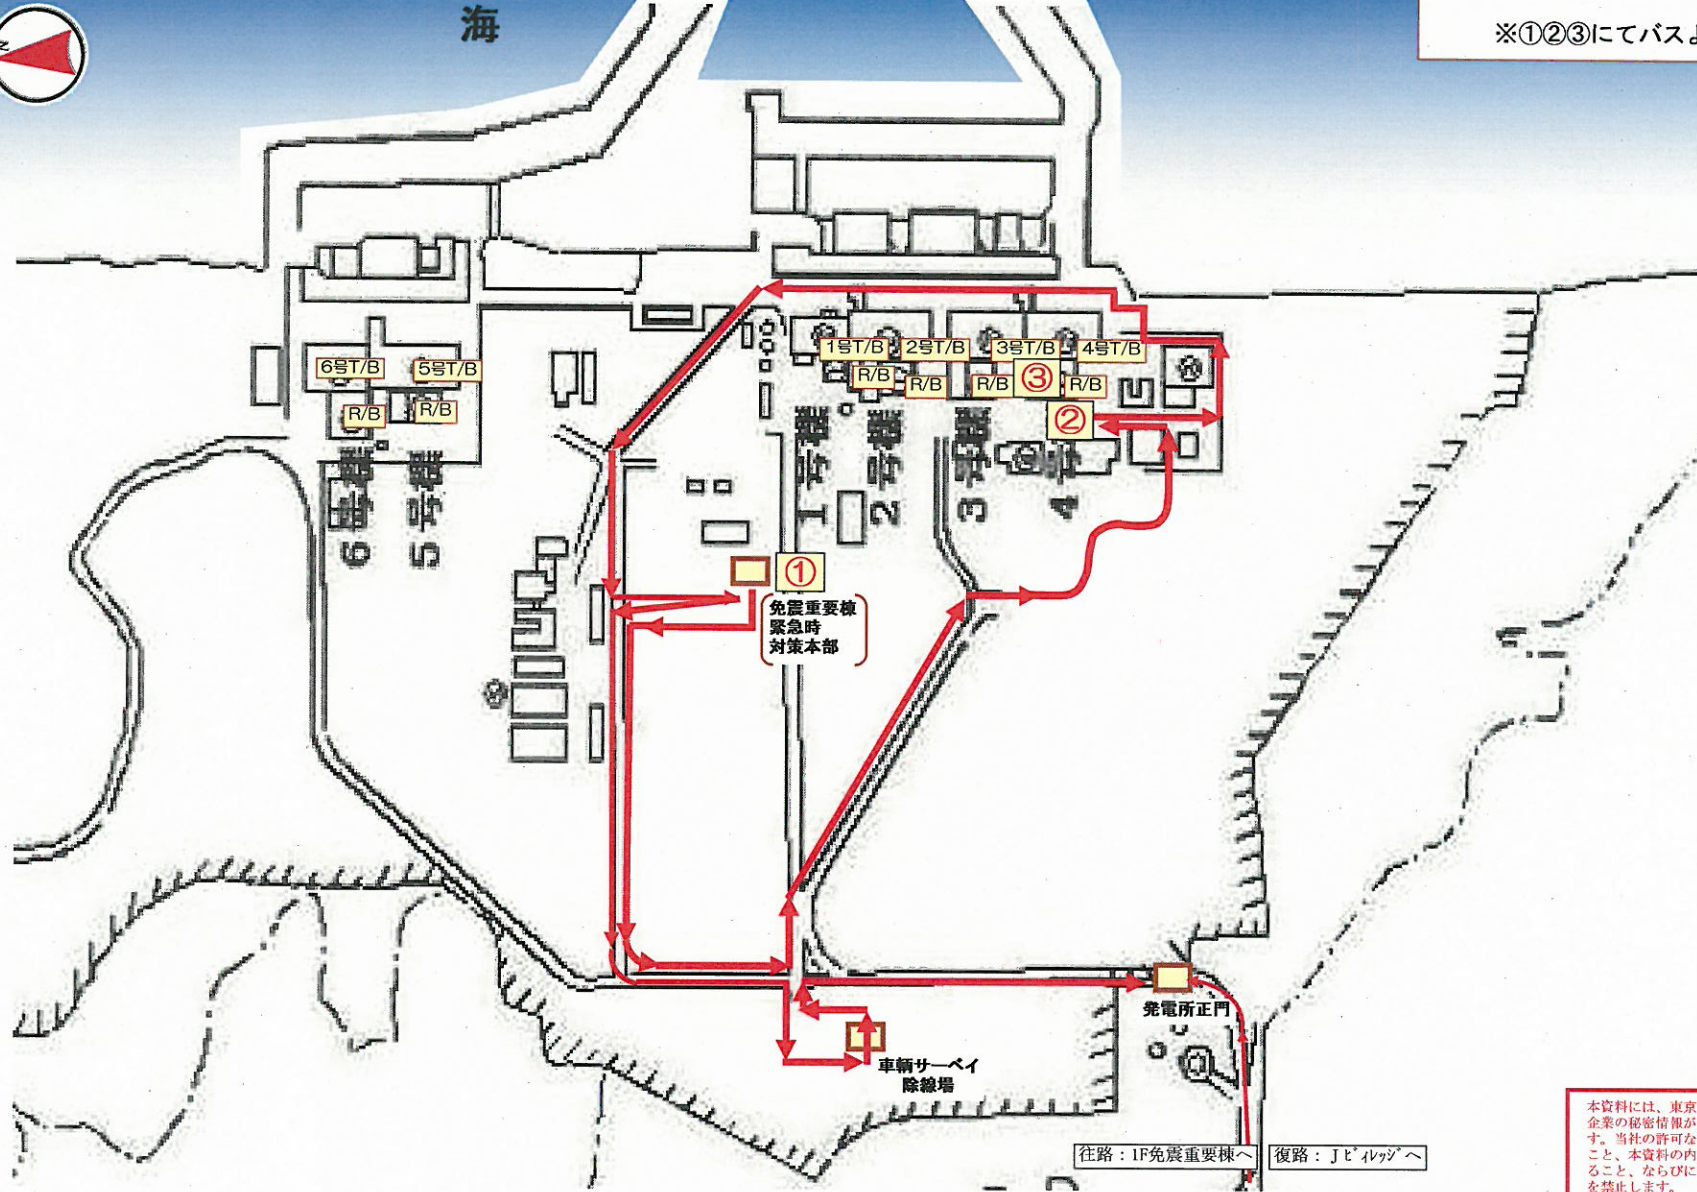 海
N
※①②③にてバスよ
1号T/B
2号T/B
3号T/B
4号T/B
R/B
R/B
R/B
③
R/B
②
6号T/B
5号T/B
R/B
R/B
6号機
5号機
1号機
2号機
3号機
4号
①
免震重要棟
緊急時
対策本部
発電所正門
車輌サーベイ
除線場
往路：1F免震重要棟へ
復路：Jﾋﾞｨﾚｯｼﾞへ
本資料には、東京
企業の秘密情報が
す。当社の許可な
こと、本資料の内
ること、ならびに
を禁止します。